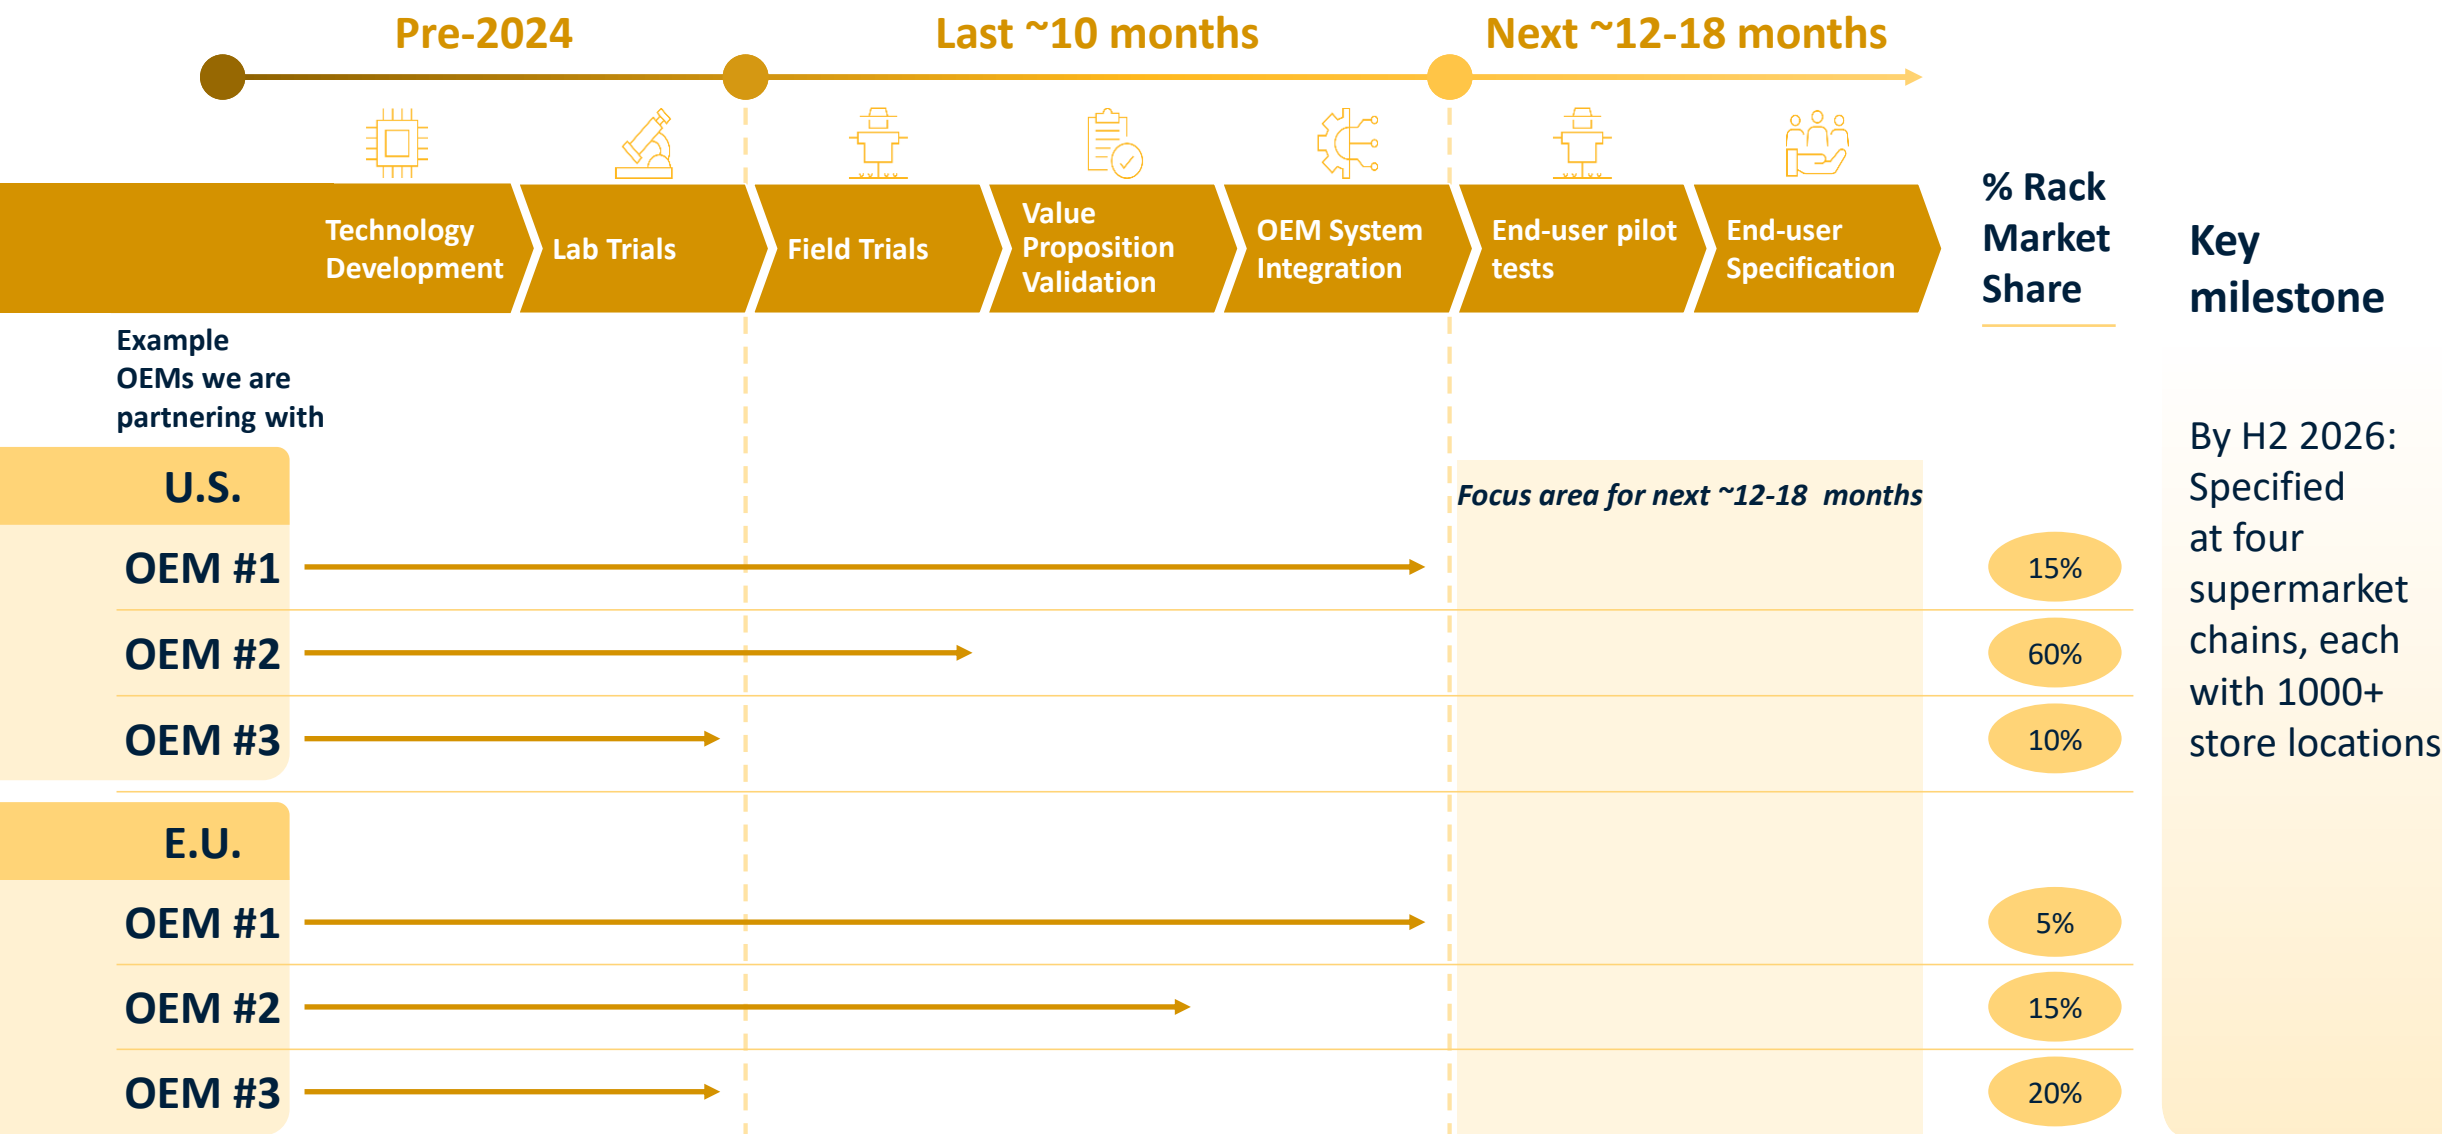 Pre-2024
Last ~10 months
Next ~12-18 months
Technology
Development
Lab Trials
Field Trials
Value
Proposition
Validation
OEM System
Integration
End-user pilot
tests
End-user
Specification
% Rack
Market
Share
Key
milestone
Example
OEMs we are
partnering with
U.S.
Focus area for next ~12-18 months
OEM #1
15%
OEM #2
60%
OEM #3
10%
E.U.
OEM #1
5%
OEM #2
15%
OEM #3
20%
By H2 2026:
Specified
at four
supermarket
chains, each
with 1000+
store locations